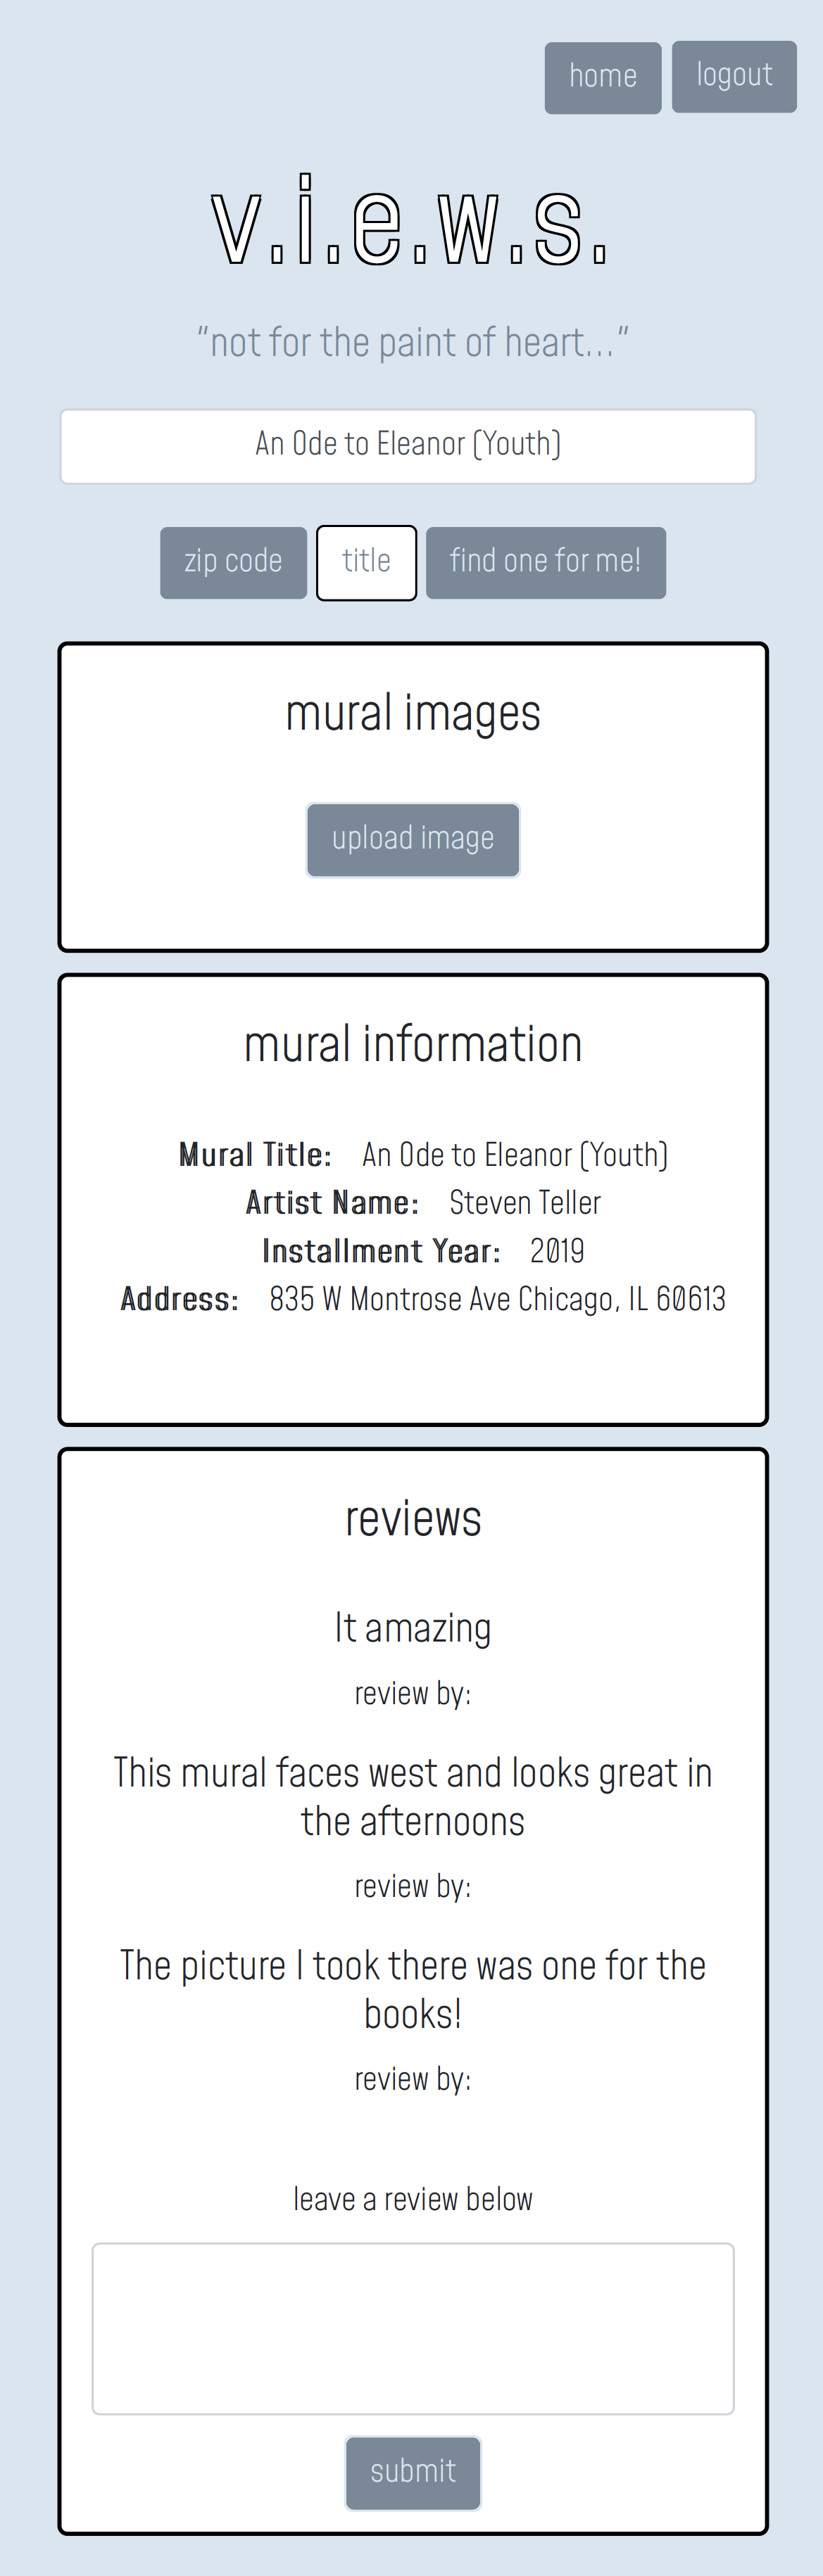 home logout
v.i.e.w.s.
"not for the paint of heart..."
An Ode to Eleanor (Youth)
zip code title find one for me!
mural images
upload image
mural information
Mural Title: An Ode to Eleanor (Youth)
Artist Name: Steven Teller
Installment Year: 2019
Address: 835 W Montrose Ave Chicago, IL 60613
reviews
It amazing
review by:
This mural faces west and looks great in
the afternoons
review by:
The picture I took there was one for the
books!
review by:
leave a review below
submit